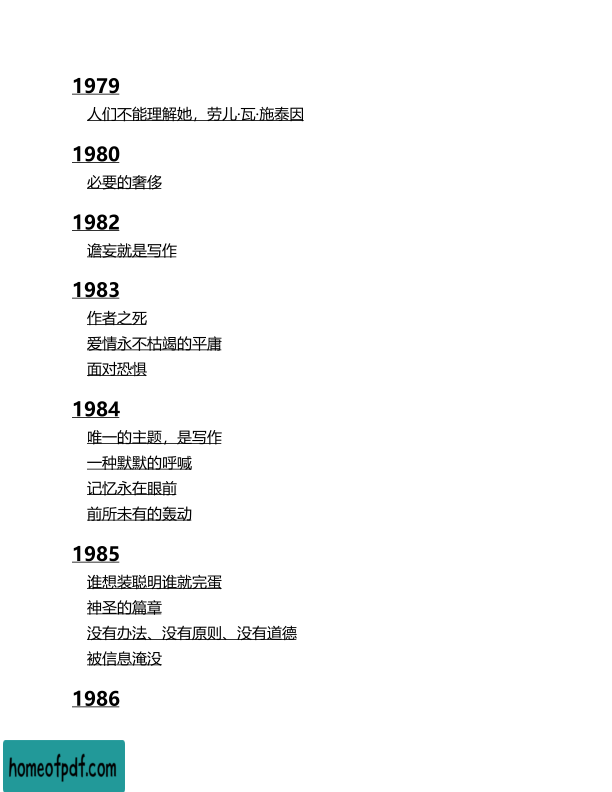 1979
人们不能理解她，劳儿·瓦·施泰因
1980
必要的奢侈
1982
谵妄就是写作
1983
作者之死
爱情永不枯竭的平庸
面对恐惧
1984
唯一的主题，是写作
一种默默的呼喊
记忆永在眼前
前所未有的轰动
1985
谁想装聪明谁就完蛋
神圣的篇章
没有办法、没有原则、没有道德
被信息淹没
1986
homeofpdf.com